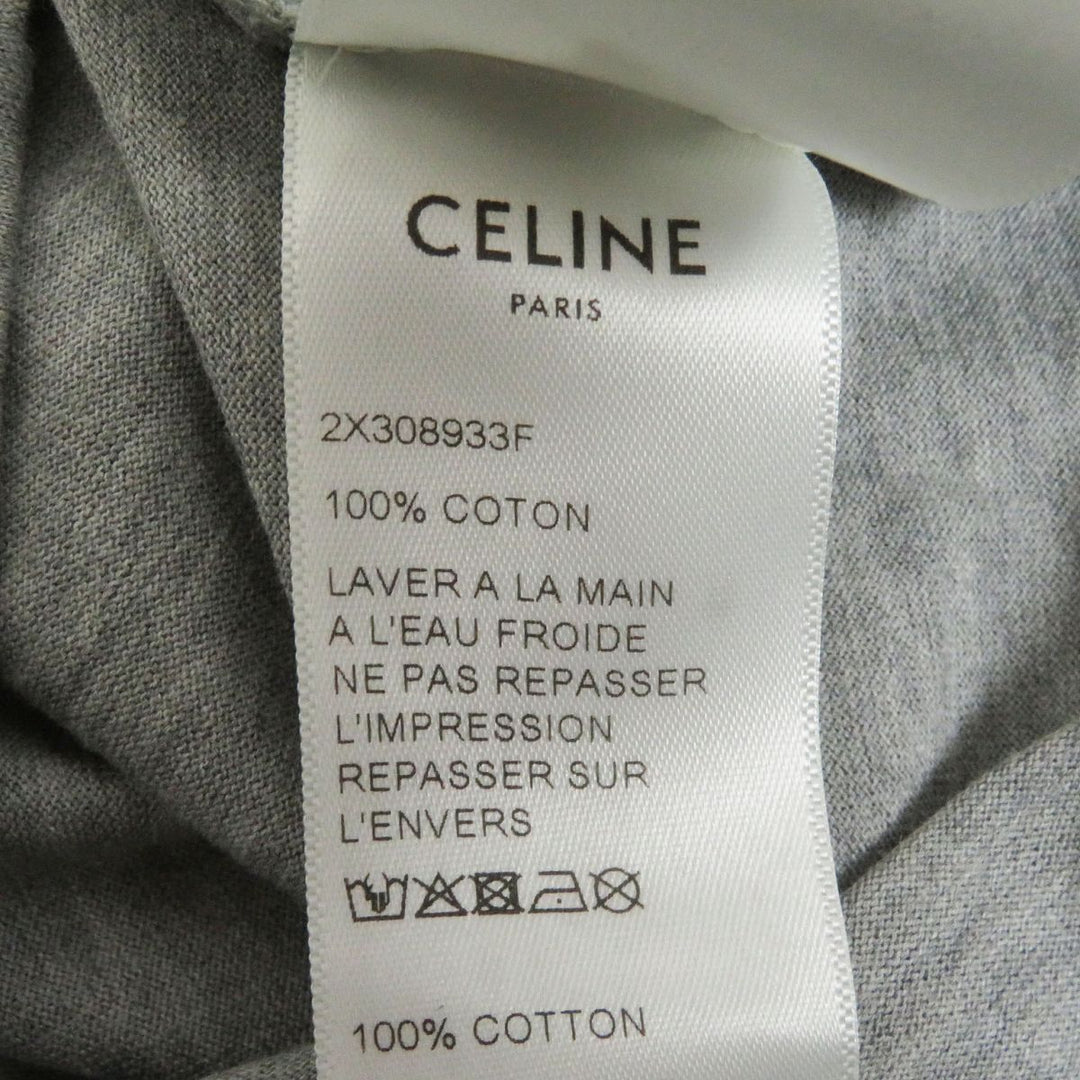 CELINE
PARIS
2X308933F
100% COTON
LAVER A LA MAIN
A L'EAU FROIDE
NE PAS REPASSER
L'IMPRESSION
REPASSER SUR
L'ENVERS
100% COTTON